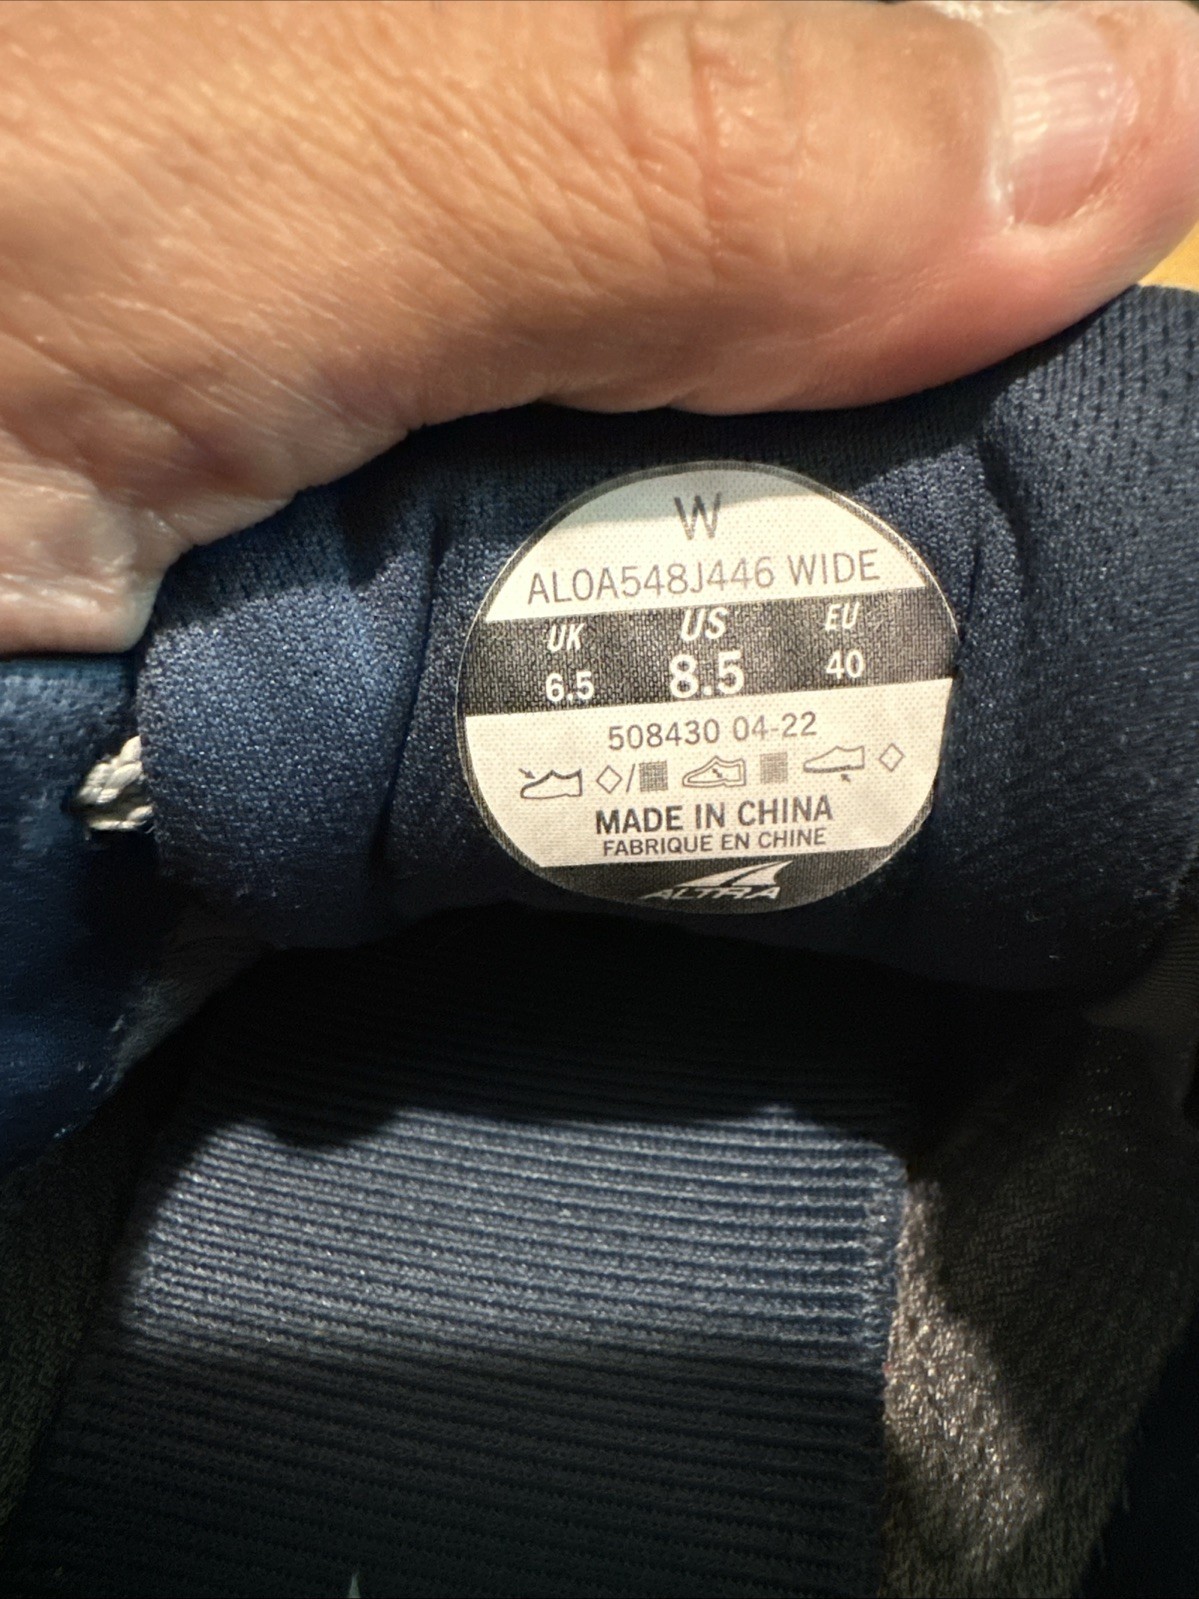 W
AL0A548J446 WIDE
UK US EU
6.5 8.5 40
508430 04-22
MADE IN CHINA
FABRIQUE EN CHINE
ALTRA